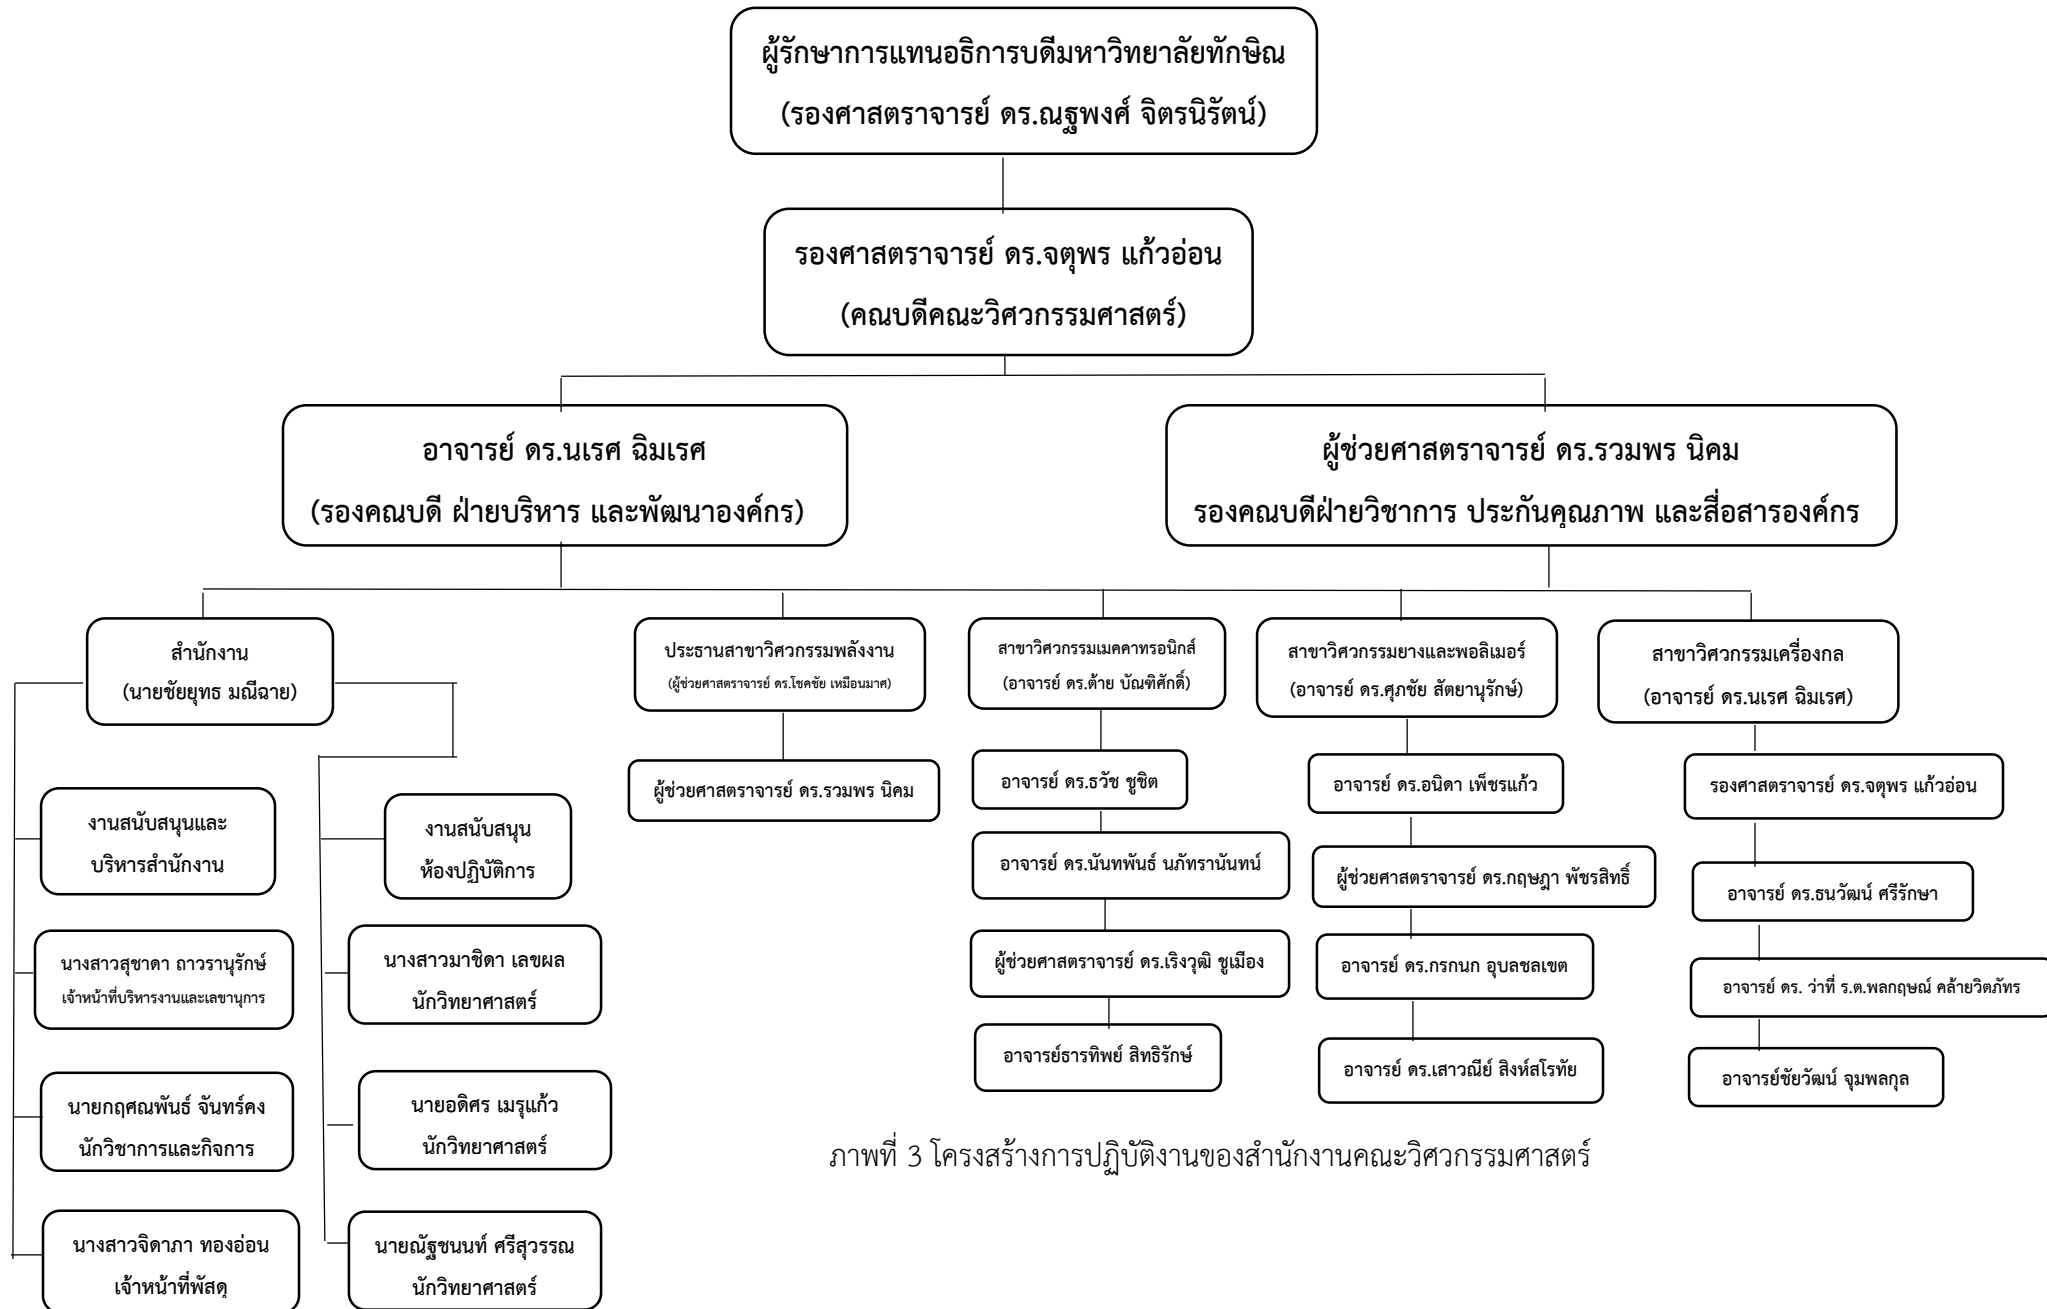 ผู้รักษาการแทนอธิการบดีมหาวิทยาลัยทักษิณ
(รองศาสตราจารย์ ดร.ณฐพงศ์ จิตรนิรัตน์)
รองศาสตราจารย์ ดร.จตุพร แก้วอ่อน
(คณบดีคณะวิศวกรรมศาสตร์)
อาจารย์ ดร.นเรศ ฉิมเรศ
(รองคณบดี ฝ่ายบริหาร และพัฒนาองค์กร)
ผู้ช่วยศาสตราจารย์ ดร.รวมพร นิคม
รองคณบดีฝ่ายวิชาการ ประกันคุณภาพ และสื่อสารองค์กร
สำนักงาน
(นายชัยยุทธ มณีฉาย)
งานสนับสนุนและ
บริหารสำนักงาน
นางสาวสุชาดา ถาวรานุรักษ์
เจ้าหน้าที่บริหารงานและเลขานุการ
นายกฤศณพันธ์ จันทร์คง
นักวิชาการและกิจการ
นางสาวจิดาภา ทองอ่อน
เจ้าหน้าที่พัสดุ
งานสนับสนุน
ห้องปฏิบัติการ
นางสาวมาชิดา เลขผล
นักวิทยาศาสตร์
นายอดิศร เมรุแก้ว
นักวิทยาศาสตร์
นายณัฐชนนท์ ศรีสุวรรณ
นักวิทยาศาสตร์
ประธานสาขาวิศวกรรมพลังงาน
(ผู้ช่วยศาสตราจารย์ ดร.โชคชัย เหมือนมาศ)
ผู้ช่วยศาสตราจารย์ ดร.รวมพร นิคม
สาขาวิศวกรรมเมคคาทรอนิกส์
(อาจารย์ ดร.ต้าย บัณฑิศักดิ์)
อาจารย์ ดร.ธวัช ชูชิต
อาจารย์ ดร.นันทพันธ์ นภัทรานันทน์
ผู้ช่วยศาสตราจารย์ ดร.เริงวุฒิ ชูเมือง
อาจารย์ธารทิพย์ สิทธิรักษ์
สาขาวิศวกรรมยางและพอลิเมอร์
(อาจารย์ ดร.ศุภชัย สัตยานุรักษ์)
อาจารย์ ดร.อนิดา เพ็ชรแก้ว
ผู้ช่วยศาสตราจารย์ ดร.กฤษฎา พัชรสิทธิ์
อาจารย์ ดร.กรกนก อุบลชลเขต
อาจารย์ ดร.เสาวณีย์ สิงห์สโรทัย
สาขาวิศวกรรมเครื่องกล
(อาจารย์ ดร.นเรศ ฉิมเรศ)
รองศาสตราจารย์ ดร.จตุพร แก้วอ่อน
อาจารย์ ดร.ธนวัฒน์ ศรีรักษา
อาจารย์ ดร. ว่าที่ ร.ต.พลกฤษณ์ คล้ายวิตภัทร
อาจารย์ชัยวัฒน์ จุมพลกุล
ภาพที่ 3 โครงสร้างการปฏิบัติงานของสำนักงานคณะวิศวกรรมศาสตร์